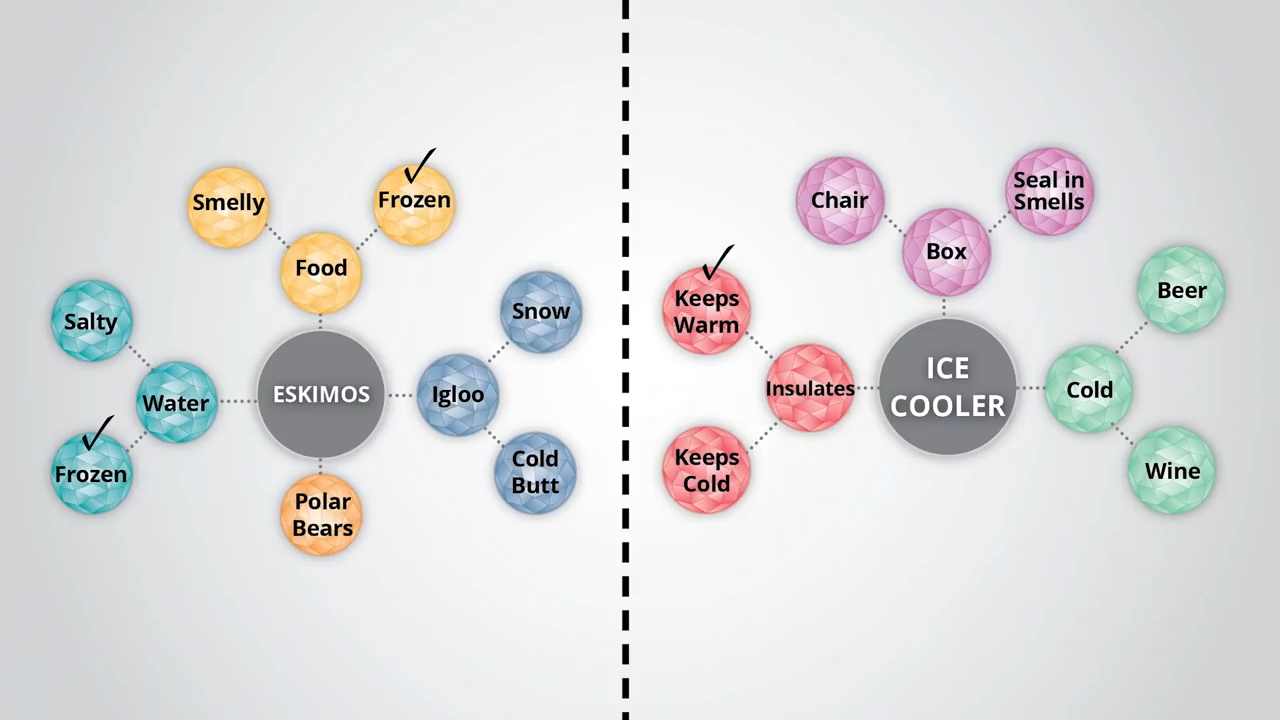 Smelly
Frozen
Food
Salty
Snow
Water
ESKIMOS
Igloo
Frozen
Cold
Butt
Polar
Bears
Chair
Seal in
Smells
Box
Keeps
Warm
Beer
Insulates
ICE
COOLER
Cold
Keeps
Cold
Wine